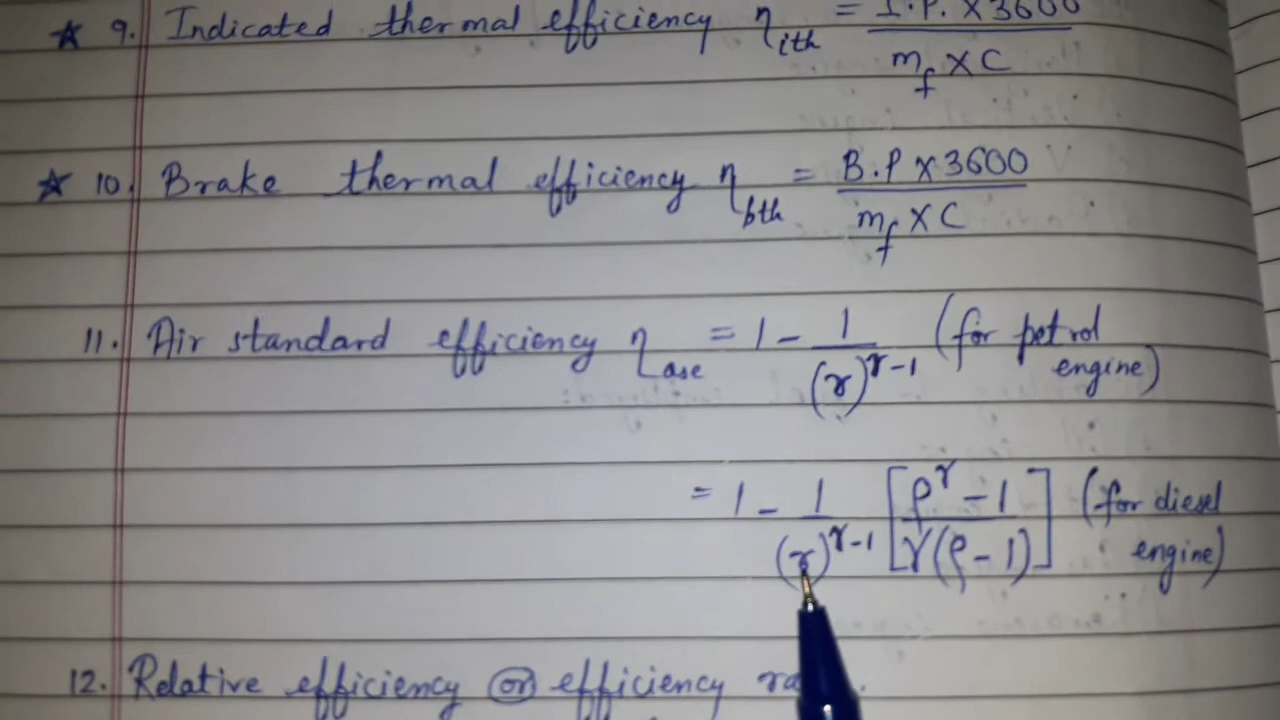 ★ 9. Indicated thermal efficiency η_ith = I.P. X 3600 / m_f X C
★ 10. Brake thermal efficiency η_bth = B.P X 3600 / m_f X C
11. Air standard efficiency η_ase = 1 - 1 / (r)^γ-1 (for petrol engine)
= 1 - 1 / (r)^γ-1 [ρ^γ - 1 / γ(ρ - 1)] (for diesel engine)
12. Relative efficiency or efficiency